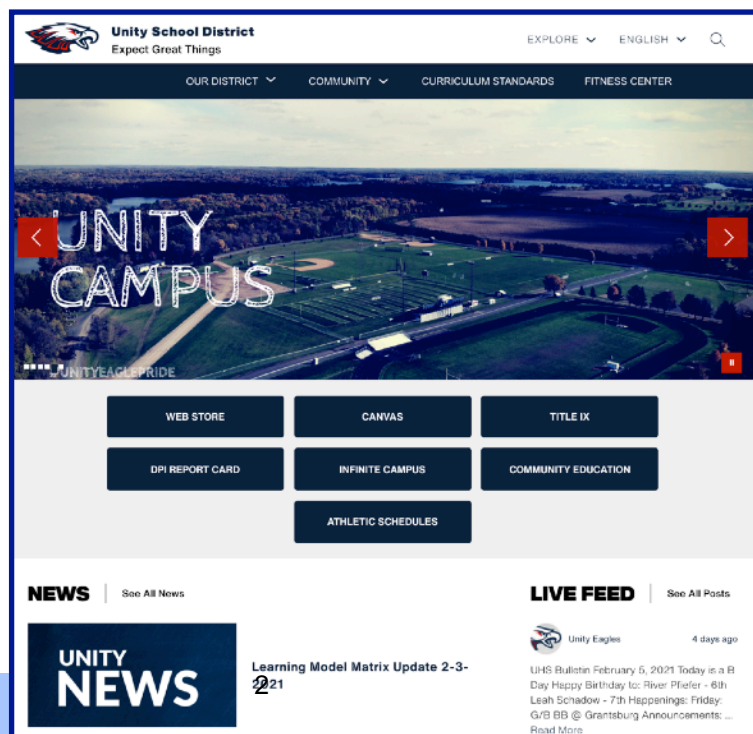 Unity School District
Expect Great Things
EXPLORE
ENGLISH
OUR DISTRICT
COMMUNITY
CURRICULUM STANDARDS
FITNESS CENTER
UNITY
CAMPUS
#UNITYEAGLEPRIDE
WEB STORE
CANVAS
TITLE IX
DPI REPORT CARD
INFINITE CAMPUS
COMMUNITY EDUCATION
ATHLETIC SCHEDULES
NEWS
See All News
UNITY
NEWS
Learning Model Matrix Update 2-3-
2021
2
LIVE FEED
See All Posts
Unity Eagles
4 days ago
UHS Bulletin February 5, 2021 Today is a B
Day Happy Birthday to: River Pfiefer - 6th
Leah Schadow - 7th Happenings: Friday:
G/B BB @ Grantsburg Announcements: ...
Read More